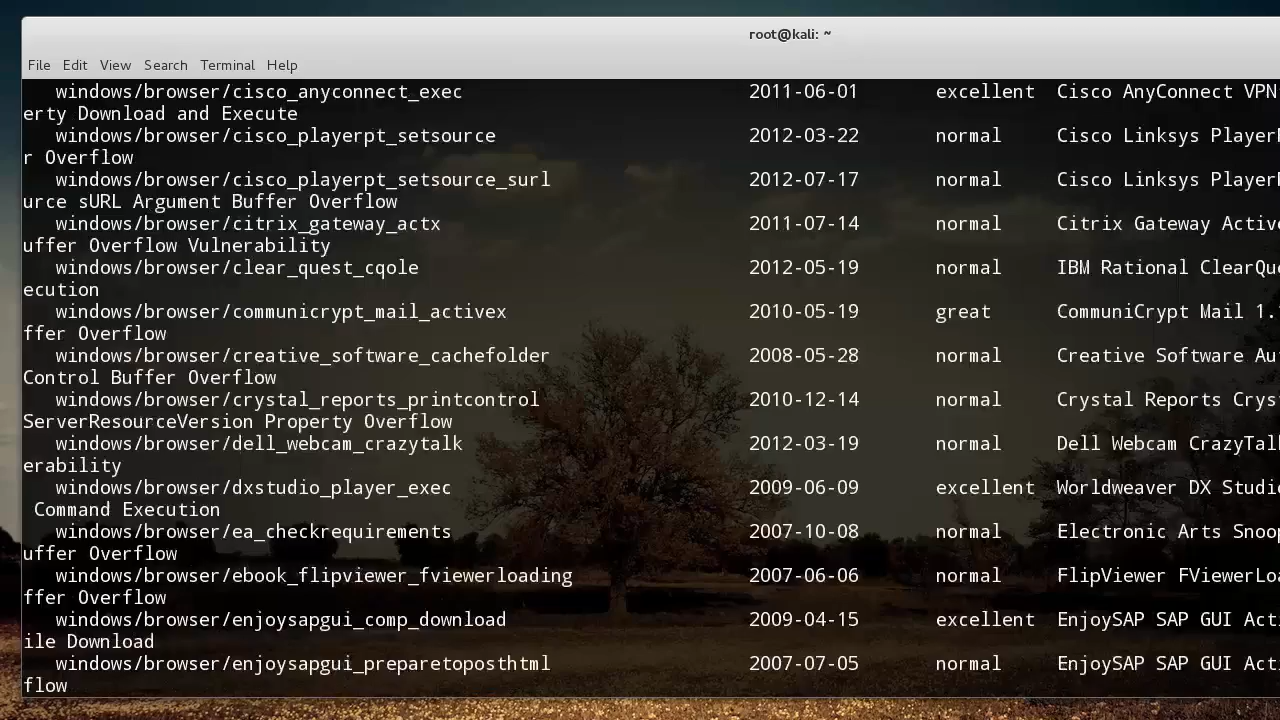 root@kali: ~
File Edit View Search Terminal Help
windows/browser/cisco_anyconnect_exec 2011-06-01 excellent Cisco AnyConnect VPN
erty Download and Execute
windows/browser/cisco_playerpt_setsource 2012-03-22 normal Cisco Linksys
r Overflow
windows/browser/cisco_playerpt_setsource_surl 2012-07-17 normal Cisco Linksys
urce sURL Argument Buffer Overflow
windows/browser/citrix_gateway_actx 2011-07-14 normal Citrix Gateway
uffer Overflow Vulnerability
windows/browser/clear_quest_cqole 2012-05-19 normal IBM Rational
ecution
windows/browser/communicrypt_mail_activex 2010-05-19 great CommuniCrypt Mail 1.
ffer Overflow
windows/browser/creative_software_cachefolder 2008-05-28 normal Creative Software Au
Control Buffer Overflow
windows/browser/crystal_reports_printcontrol 2010-12-14 normal Crystal Reports Crys
ServerResourceVersion Property Overflow
windows/browser/dell_webcam_crazytalk 2012-03-19 normal Dell Webcam
erability
windows/browser/dxstudio_player_exec 2009-06-09 excellent Worldweaver DX Studi
Command Execution
windows/browser/ea_checkrequirements 2007-10-08 normal Electronic Arts
uffer Overflow
windows/browser/ebook_flipviewer_fviewerloading 2007-06-06 normal FlipViewer
ffer Overflow
windows/browser/enjoysapgui_comp_download 2009-04-15 excellent EnjoySAP SAP GUI Acti
ile Download
windows/browser/enjoysapgui_preparetoposthtml 2007-07-05 normal EnjoySAP SAP GUI Acti
flow